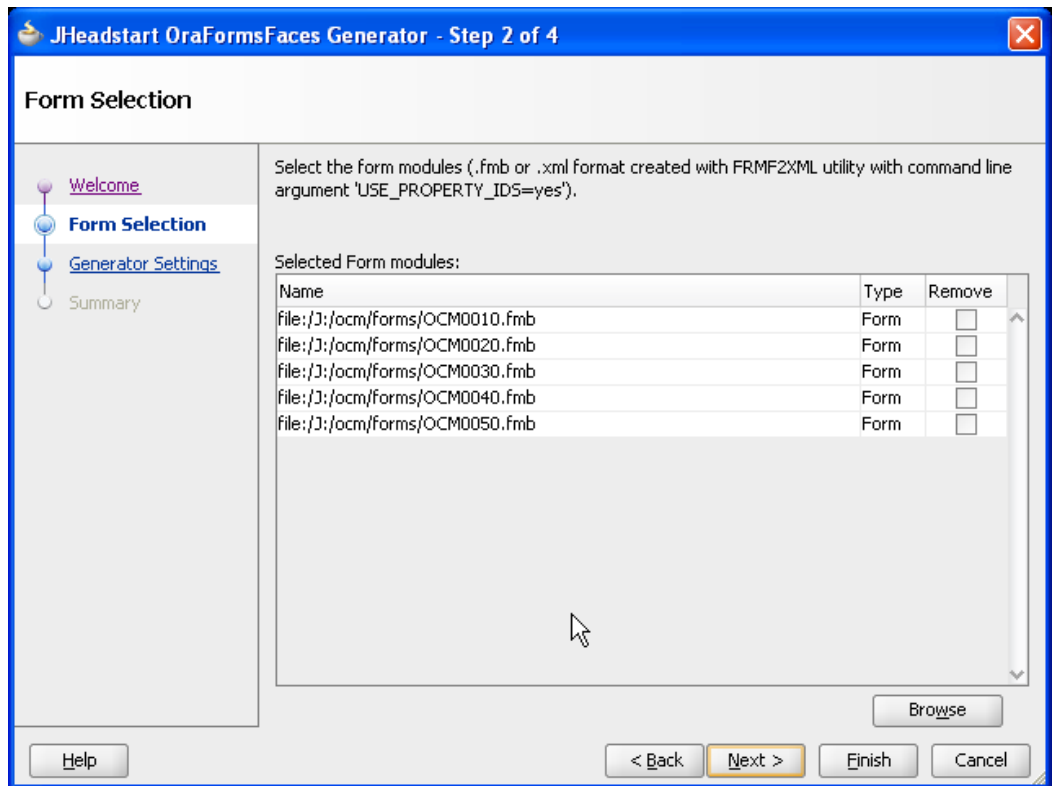 JHeadstart OraFormsFaces Generator - Step 2 of 4
Form Selection
Welcome
Form Selection
Generator Settings
Summary
Select the form modules (.fmb or .xml format created with FRMF2XML utility with command line
argument 'USE_PROPERTY_IDS=yes').
Selected Form modules:
Name Type Remove
file:/J:/ocm/forms/OCM0010.fmb Form
file:/J:/ocm/forms/OCM0020.fmb Form
file:/J:/ocm/forms/OCM0030.fmb Form
file:/J:/ocm/forms/OCM0040.fmb Form
file:/J:/ocm/forms/OCM0050.fmb Form
Browse
Help < Back Next > Finish Cancel